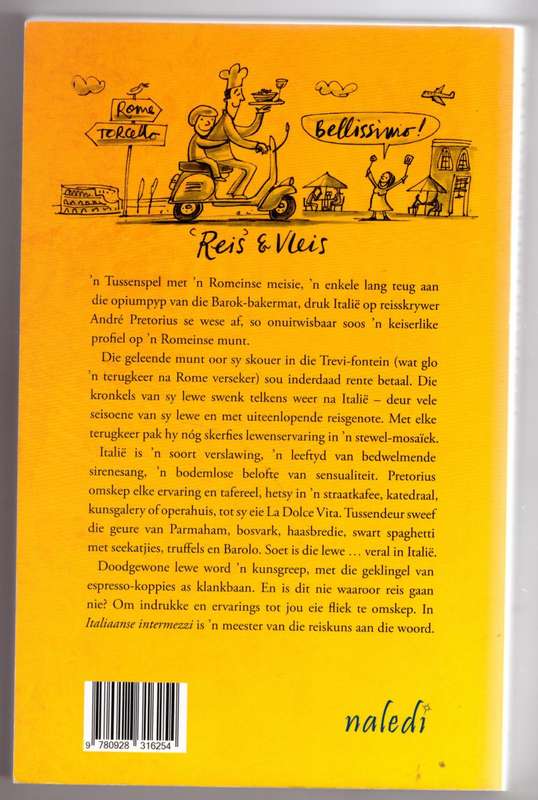 Rome
Torcello
Bellissimo!
'Reis' & Vleis
'n Tussenspel met 'n Romeinse meisie, 'n enkele lang teug aan
die opiumpyp van die Barok-bakermat, druk Italië op reisskrywer
André Pretorius se wese af, so onuitwisbaar soos 'n keiserlike
profiel op 'n Romeinse munt.
Die geleende munt oor sy skouer in die Trevi-fontein (wat glo
'n terugkeer na Rome verseker) sou inderdaad rente betaal. Die
kronkels van sy lewe swenk telkens weer na Italië – deur vele
seisoene van sy lewe en met uiteenlopende reisgenote. Met elke
terugkeer pak hy nóg skerfies lewenservaring in 'n stewel-mosaïek.
Italië is 'n soort verslawing, 'n leeftyd van bedwelmende
sirenesang, 'n bodemlose belofte van sensualiteit. Pretorius
omskep elke ervaring en tafereel, hetsy in 'n straatkafee, katedraal,
kunsgalery of operahuis, tot sy eie La Dolce Vita. Tussendeur sweef
die geure van Parmaham, bosvark, haasbredie, swart spaghetti
met seekatjies, truffels en Barolo. Soet is die lewe … veral in Italië.
Doodgewone lewe word 'n kunsgreep, met die geklingel van
espresso-koppies as klankbaan. En is dit nie waaroor reis gaan
nie? Om indrukke en ervarings tot jou eie fliek te omskep. In
Italiaanse intermezzi is 'n meester van die reiskuns aan die woord.
9 780928 316254
naledi